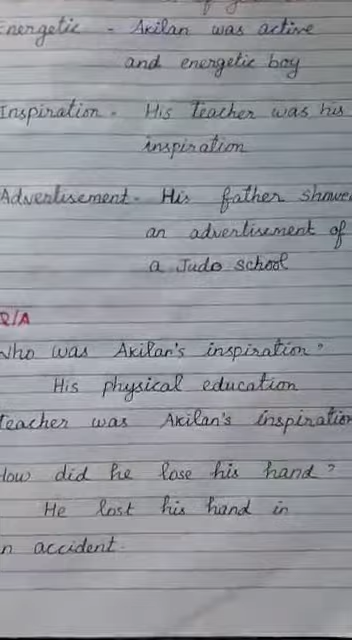 Energetic - Akilan was active
and energetic boy
Inspiration - His Teacher was his
inspiration
Advertisement - His father showe
an advertisement of
a Judo school
Q/A
Who was Akilan's inspiration?
His physical education
teacher was Akilan's inspiration
How did he lose his hand?
He lost his hand in
n accident.